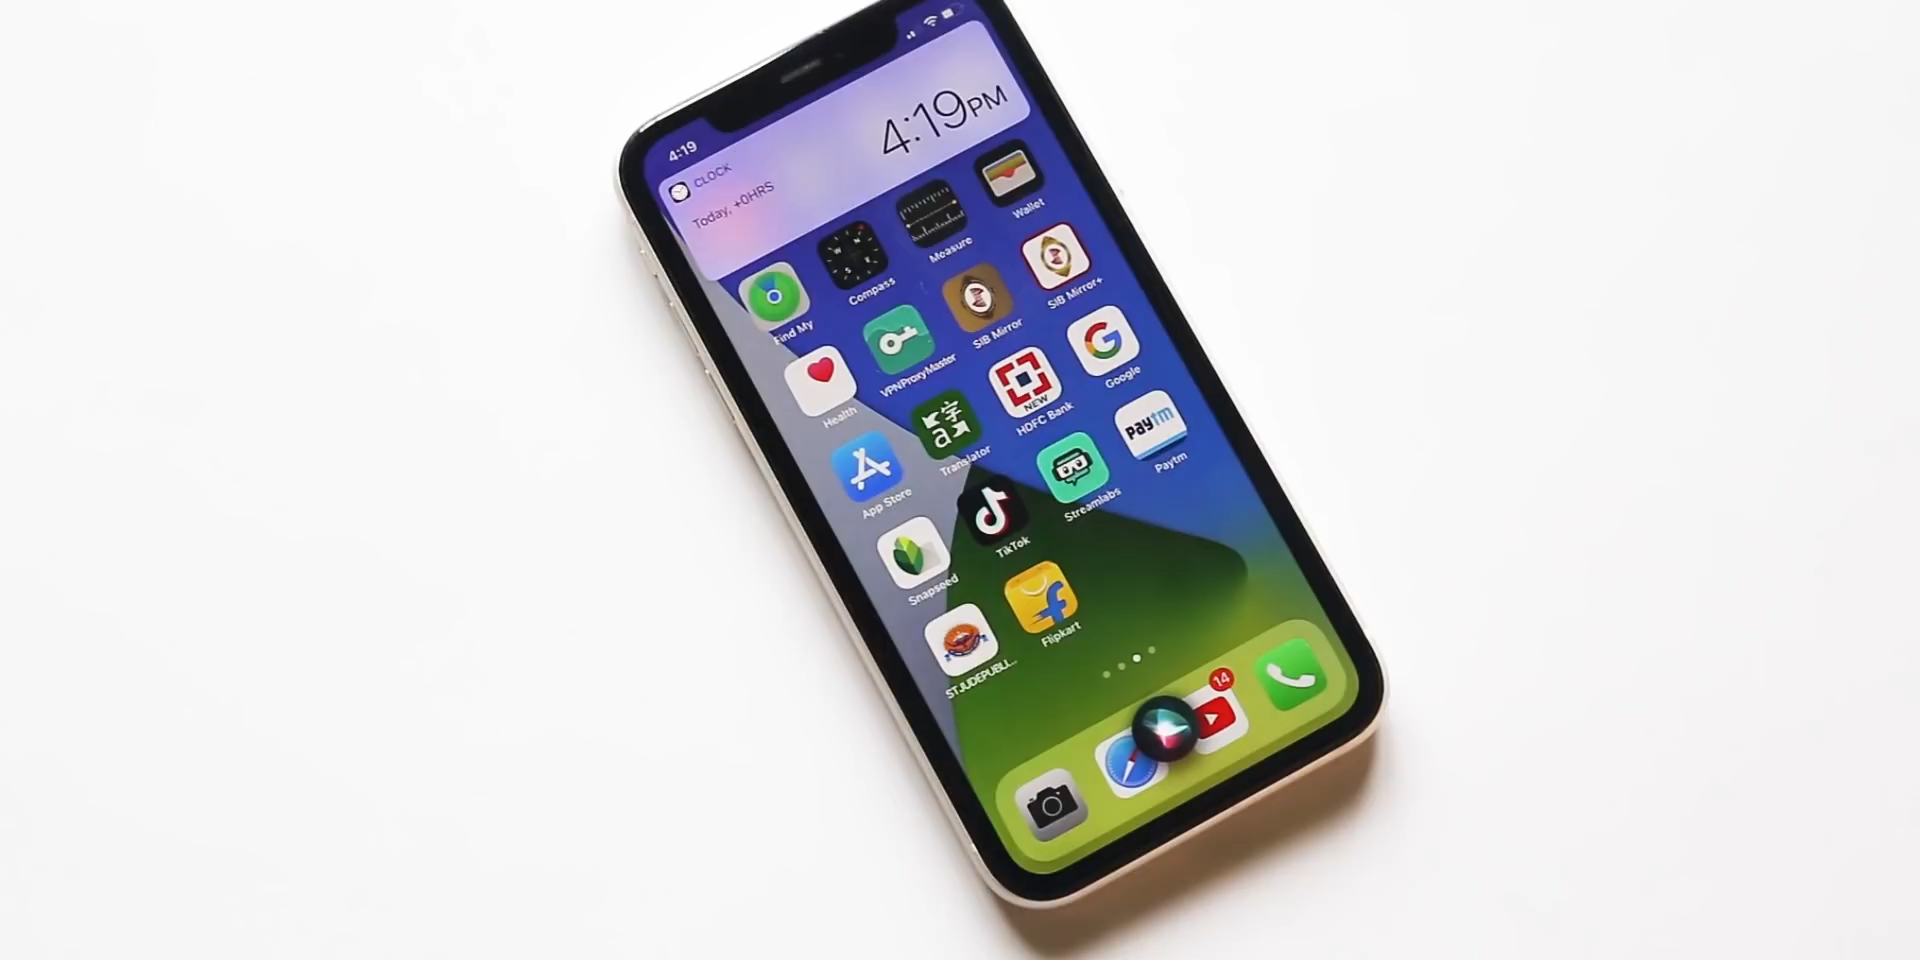 4:19
CLOCK
4:19PM
Today, +0HRS
Find My
Compass
Measure
Wallet
Health
VPNProxyMaster
SIB Mirror
SIB Mirror+
App Store
Translator
NEW
HDFC Bank
Google
Snapseed
TikTok
Streamlabs
Paytm
Paytm
STJUDEPUBLI...
Flipkart
14